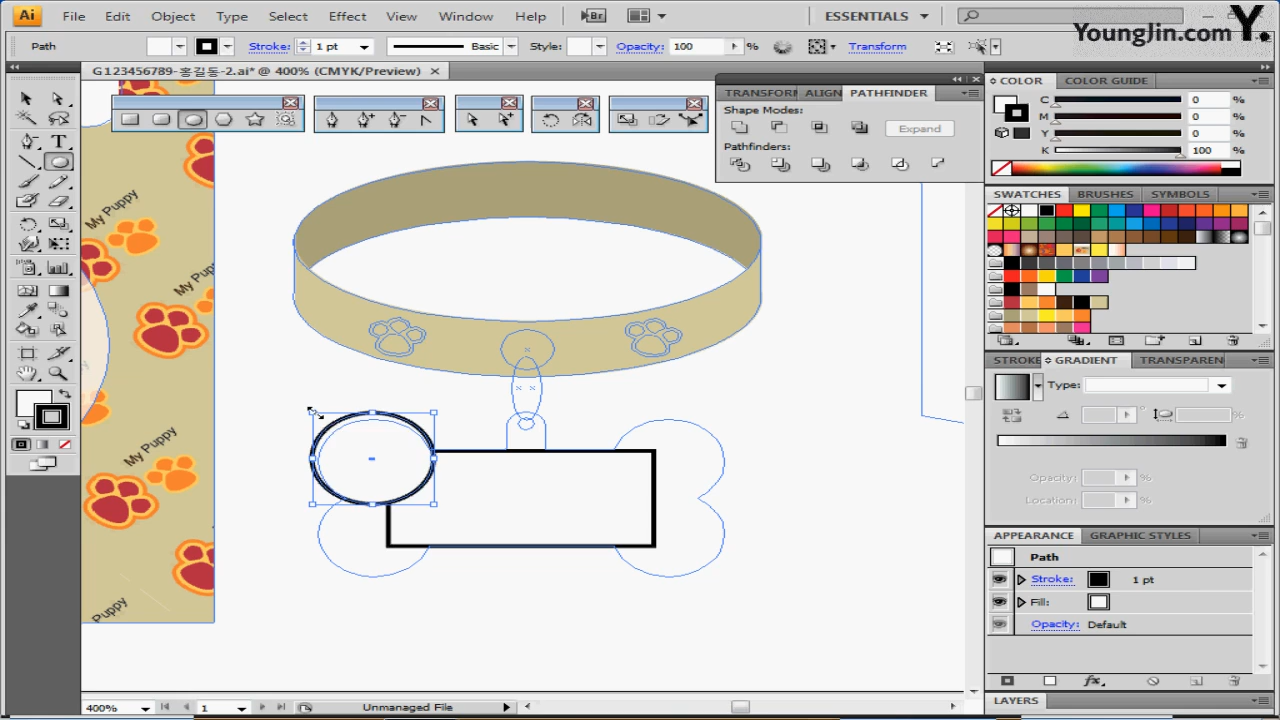 Ai File Edit Object Type Select Effect View Window Help Br ESSENTIALS
YoungJin.com Y.
Path Stroke: 1 pt Basic Style: Opacity: 100 % Transform
G123456789-홍길동-2.ai* @ 400% (CMYK/Preview)
TRANSFORM ALIGN PATHFINDER
Shape Modes:
Expand
Pathfinders:
COLOR COLOR GUIDE
C 0 %
M 0 %
Y 0 %
K 100 %
SWATCHES BRUSHES SYMBOLS
My Puppy
My Puppy
My Puppy
Puppy
STROKE GRADIENT TRANSPAREN
Type:
%
Opacity: %
Location: %
APPEARANCE GRAPHIC STYLES
Path
Stroke: 1 pt
Fill:
Opacity: Default
fx
LAYERS
400% 1 Unmanaged File